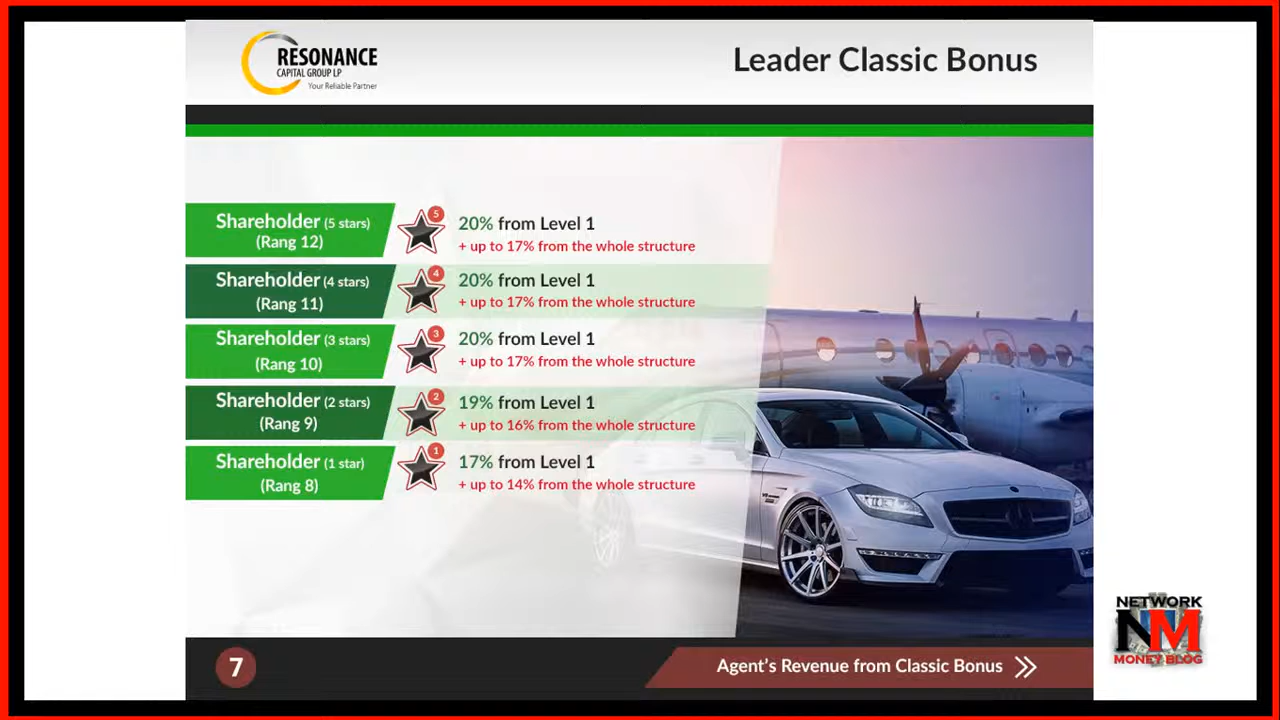 RESONANCE
CAPITAL GROUP LP
Your Reliable Partner
Leader Classic Bonus
Shareholder (5 stars)
(Rang 12)
5
20% from Level 1
+ up to 17% from the whole structure
Shareholder (4 stars)
(Rang 11)
4
20% from Level 1
+ up to 17% from the whole structure
Shareholder (3 stars)
(Rang 10)
3
20% from Level 1
+ up to 17% from the whole structure
Shareholder (2 stars)
(Rang 9)
2
19% from Level 1
+ up to 16% from the whole structure
Shareholder (1 star)
(Rang 8)
1
17% from Level 1
+ up to 14% from the whole structure
7
Agent's Revenue from Classic Bonus
NETWORK
NM
MONEY BLOG